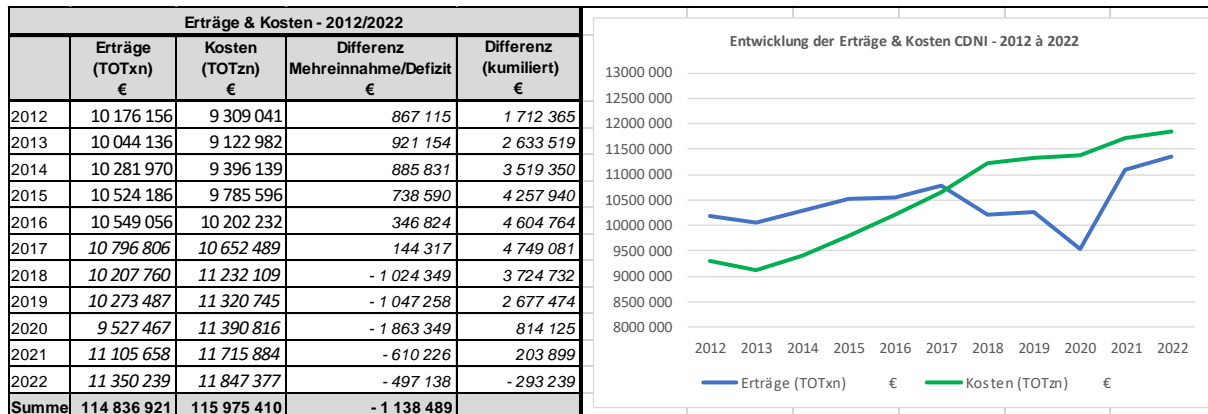 Erträge & Kosten - 2012/2022
Erträge (TOTxn) € Kosten (TOTzn) € Differenz Mehreinnahme/Defizit € Differenz (kumiliert) €
2012 10 176 156 9 309 041 867 115 1 712 365
2013 10 044 136 9 122 982 921 154 2 633 519
2014 10 281 970 9 396 139 885 831 3 519 350
2015 10 524 186 9 785 596 738 590 4 257 940
2016 10 549 056 10 202 232 346 824 4 604 764
2017 10 796 806 10 652 489 144 317 4 749 081
2018 10 207 760 11 232 109 - 1 024 349 3 724 732
2019 10 273 487 11 320 745 - 1 047 258 2 677 474
2020 9 527 467 11 390 816 - 1 863 349 814 125
2021 11 105 658 11 715 884 - 610 226 203 899
2022 11 350 239 11 847 377 - 497 138 - 293 239
Summe 114 836 921 115 975 410 - 1 138 489
Entwicklung der Erträge & Kosten CDNI - 2012 à 2022
13000 000
12500 000
12000 000
11500 000
11000 000
10500 000
10000 000
9500 000
9000 000
8500 000
8000 000
2012 2013 2014 2015 2016 2017 2018 2019 2020 2021 2022
Erträge (TOTxn) € Kosten (TOTzn) €